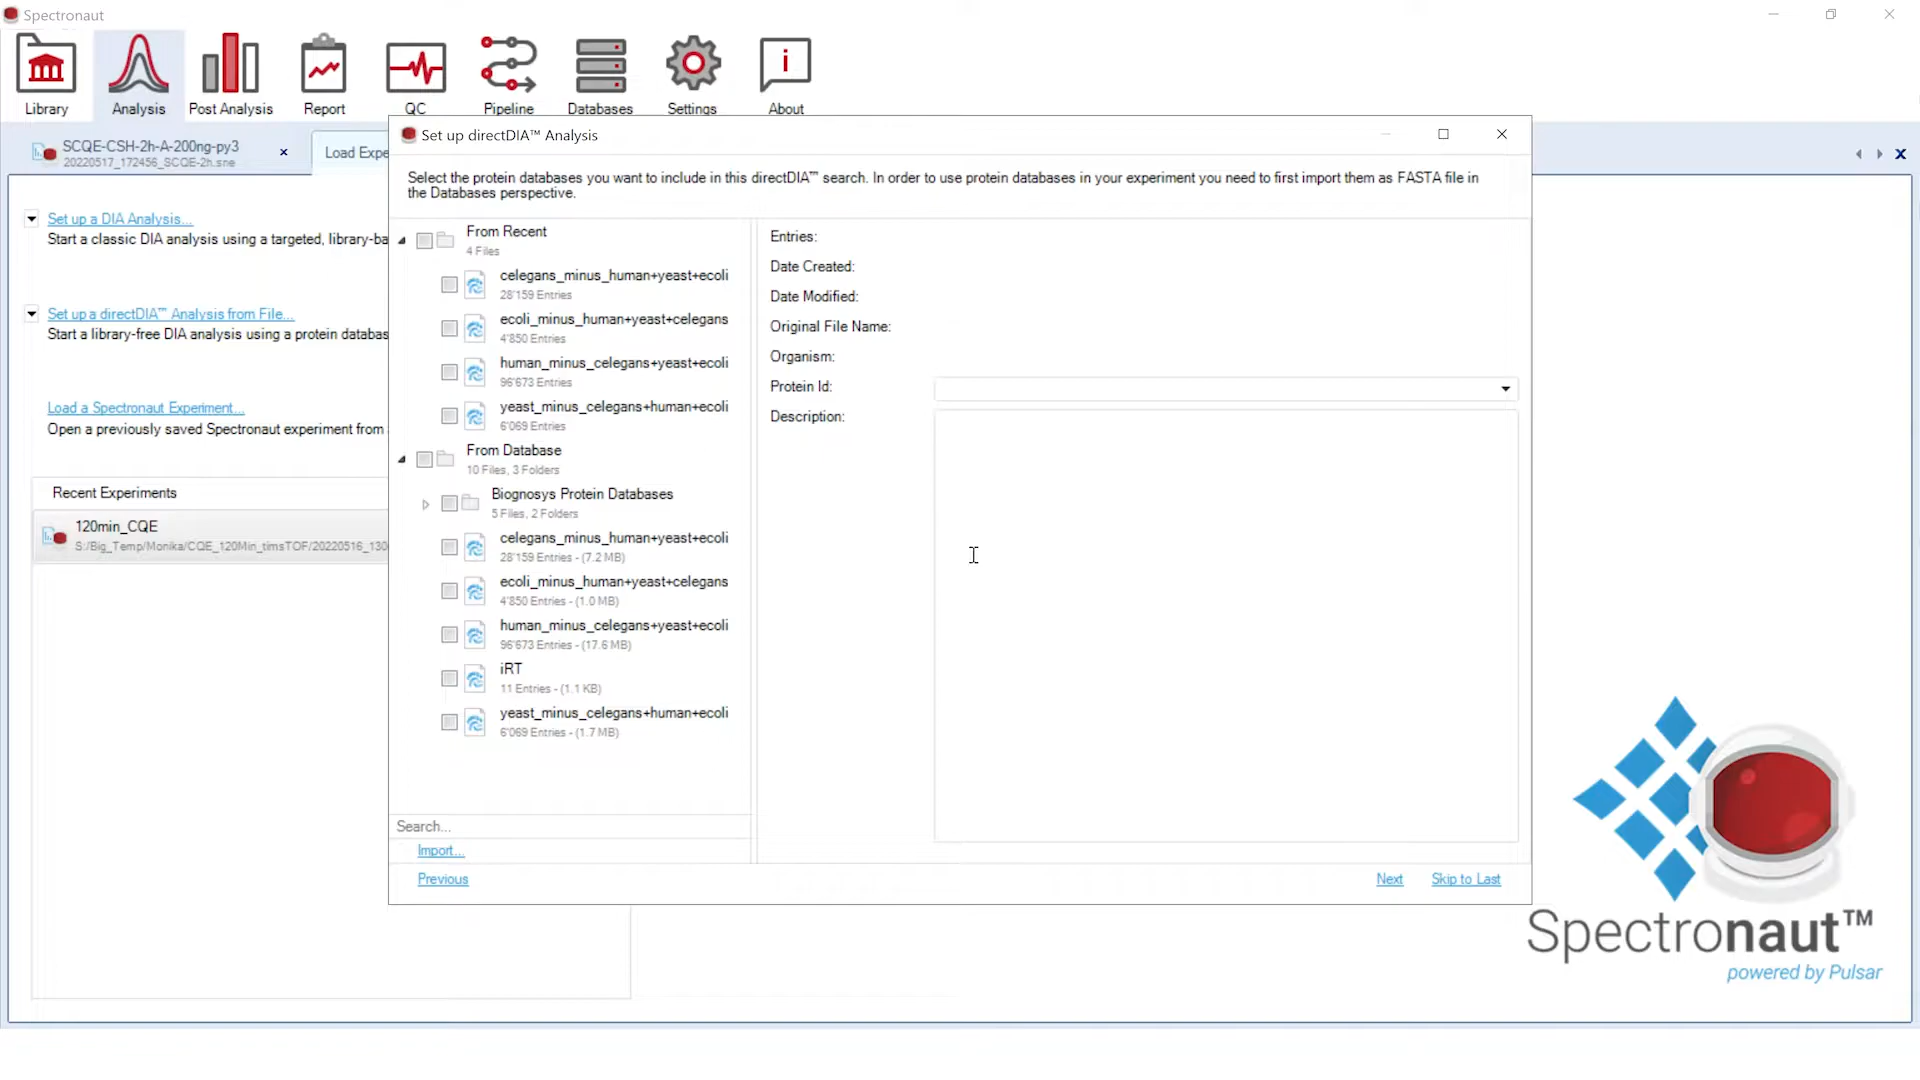 Spectronaut
Library
Analysis
Post Analysis
Report
QC
Pipeline
Databases
Settings
About
SCQE-CSH-2h-A-200ng-py3
20220517_172456_SCQE-2h.sne
Load Expe
Set up a DIA Analysis...
Start a classic DIA analysis using a targeted, library-ba
Set up a directDIA™ Analysis from File...
Start a library-free DIA analysis using a protein databas
Load a Spectronaut Experiment...
Open a previously saved Spectronaut experiment from
Recent Experiments
120min_CQE
S:/Big_Temp/Monika/CQE_120Min_timsTOF/20220516_130
Set up directDIA™ Analysis
Select the protein databases you want to include in this directDIA™ search. In order to use protein databases in your experiment you need to first import them as FASTA file in
the Databases perspective.
From Recent
4 Files
celegans_minus_human+yeast+ecoli
28'159 Entries
ecoli_minus_human+yeast+celegans
4'850 Entries
human_minus_celegans+yeast+ecoli
96'673 Entries
yeast_minus_celegans+human+ecoli
6'069 Entries
From Database
10 Files, 3 Folders
Biognosys Protein Databases
5 Files, 2 Folders
celegans_minus_human+yeast+ecoli
28'159 Entries - (7.2 MB)
ecoli_minus_human+yeast+celegans
4'850 Entries - (1.0 MB)
human_minus_celegans+yeast+ecoli
96'673 Entries - (17.6 MB)
iRT
11 Entries - (1.1 KB)
yeast_minus_celegans+human+ecoli
6'069 Entries - (1.7 MB)
Search...
Import...
Previous
Entries:
Date Created:
Date Modified:
Original File Name:
Organism:
Protein Id:
Description:
Next
Skip to Last
Spectronaut™
powered by Pulsar